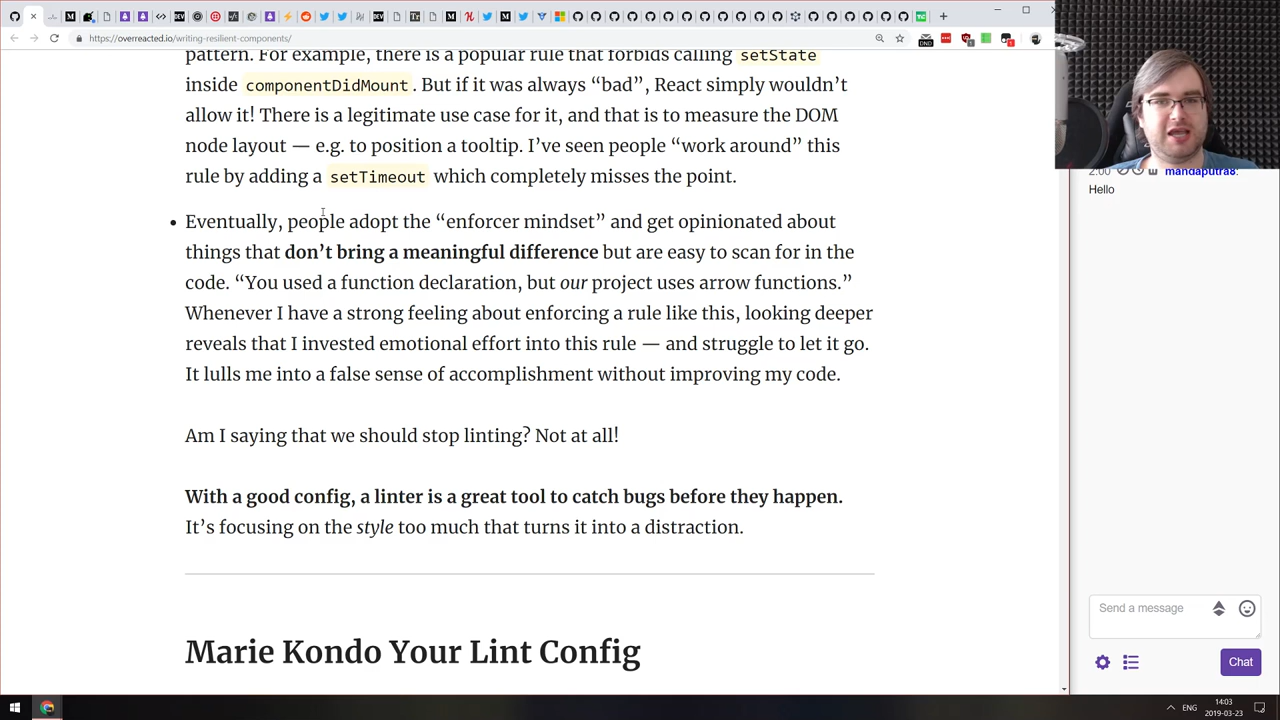 https://overreacted.io/writing-resilient-components/
DND
1
1
pattern. For example, there is a popular rule that forbids calling setState
inside componentDidMount. But if it was always “bad”, React simply wouldn’t
allow it! There is a legitimate use case for it, and that is to measure the DOM
node layout — e.g. to position a tooltip. I’ve seen people “work around” this
rule by adding a setTimeout which completely misses the point.
• Eventually, people adopt the “enforcer mindset” and get opinionated about
things that don’t bring a meaningful difference but are easy to scan for in the
code. “You used a function declaration, but our project uses arrow functions.”
Whenever I have a strong feeling about enforcing a rule like this, looking deeper
reveals that I invested emotional effort into this rule — and struggle to let it go.
It lulls me into a false sense of accomplishment without improving my code.
Am I saying that we should stop linting? Not at all!
With a good config, a linter is a great tool to catch bugs before they happen.
It’s focusing on the style too much that turns it into a distraction.
Marie Kondo Your Lint Config
2:00 mandaputra8:
Hello
Send a message
Chat
ENG
14:03
2019-03-23